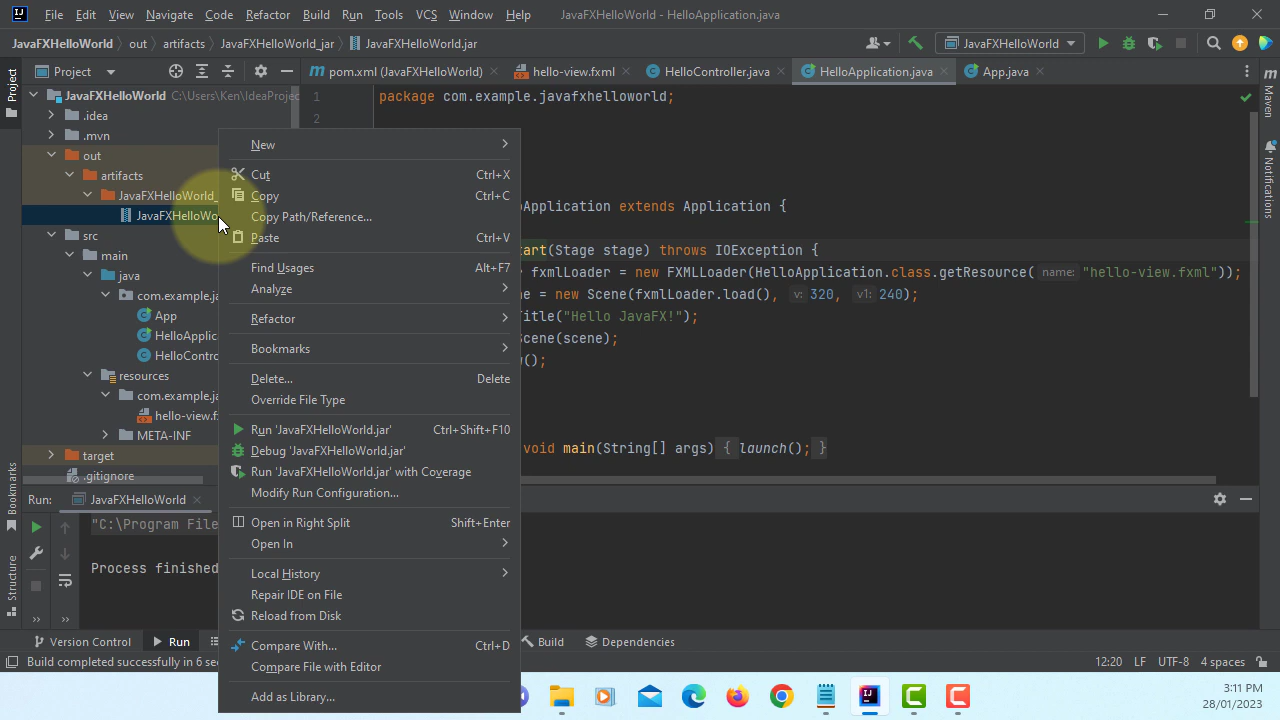 File Edit View Navigate Code Refactor Build Run Tools VCS Window Help JavaFXHelloWorld - HelloApplication.java
JavaFXHelloWorld out artifacts JavaFXHelloWorld_jar JavaFXHelloWorld.jar JavaFXHelloWorld
Project pom.xml (JavaFXHelloWorld) hello-view.fxml HelloController.java HelloApplication.java App.java
Project
Maven
Notifications
Bookmarks
Structure
JavaFXHelloWorld C:\Users\Ken\IdeaProjec
.idea
.mvn
out
artifacts
JavaFXHelloWorld_
JavaFXHelloWo
src
main
java
com.example.ja
App
HelloApplic
HelloContro
resources
com.example.ja
hello-view.f
META-INF
target
.gitignore
1 package com.example.javafxhelloworld;
2
Application extends Application {
art(Stage stage) throws IOException {
r fxmlLoader = new FXMLLoader(HelloApplication.class.getResource( name: "hello-view.fxml"));
ne = new Scene(fxmlLoader.load(), v: 320, v1: 240);
Title("Hello JavaFX!");
Scene(scene);
();
void main(String[] args) { launch(); }
New
Cut Ctrl+X
Copy Ctrl+C
Copy Path/Reference...
Paste Ctrl+V
Find Usages Alt+F7
Analyze
Refactor
Bookmarks
Delete... Delete
Override File Type
Run 'JavaFXHelloWorld.jar' Ctrl+Shift+F10
Debug 'JavaFXHelloWorld.jar'
Run 'JavaFXHelloWorld.jar' with Coverage
Modify Run Configuration...
Open in Right Split Shift+Enter
Open In
Local History
Repair IDE on File
Reload from Disk
Compare With... Ctrl+D
Compare File with Editor
Add as Library...
Run: JavaFXHelloWorld
"C:\Program File
Process finished
Version Control Run Build Dependencies
Build completed successfully in 6 sec 12:20 LF UTF-8 4 spaces
3:11 PM
28/01/2023